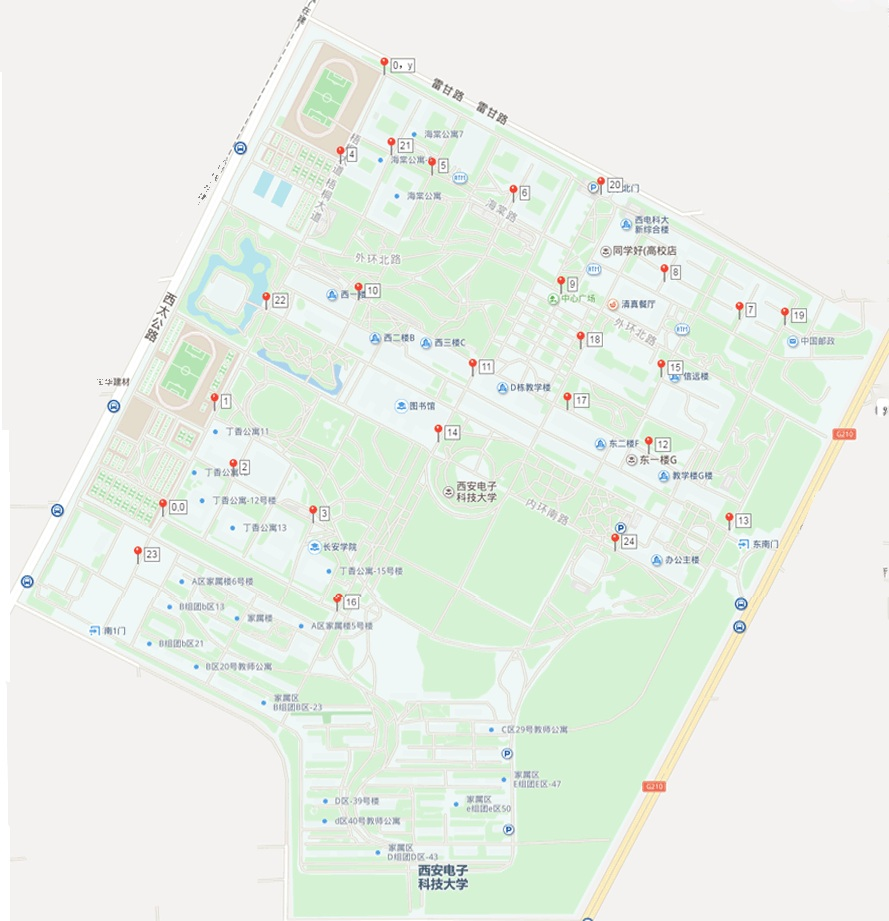 0，y
雷甘路
雷甘路
海棠公寓7
21
4
海棠公寓
5
20
北门
6
海棠公寓
海棠路
梧桐大道
西电科大
新综合楼
同学好(高校店
外环北路
8
9
10
西一楼
22
中心广场
清真餐厅
7
19
西太公路
外环北路
18
西二楼B
西三楼C
中国邮政
11
15
信远楼
D栋教学楼
华建材
1
图书馆
17
丁香公寓11
14
G210
东二楼F
12
东一楼G
2
丁香公寓
教学楼G楼
西安电子
科技大学
丁香公寓-12号楼
0,0
3
内环南路
13
丁香公寓13
24
东南门
长安学院
23
办公主楼
丁香公寓-15号楼
A区家属楼6号楼
16
B组团b区13
家属楼
A区家属楼5号楼
南1门
B组团b区21
B区20号教师公寓
家属区
B组团B区-23
C区29号教师公寓
家属区
E组团E区-47
G210
D区-39号楼
家属区
e组团e区50
d区40号教师公寓
家属区
D组团D区-43
西安电子
科技大学